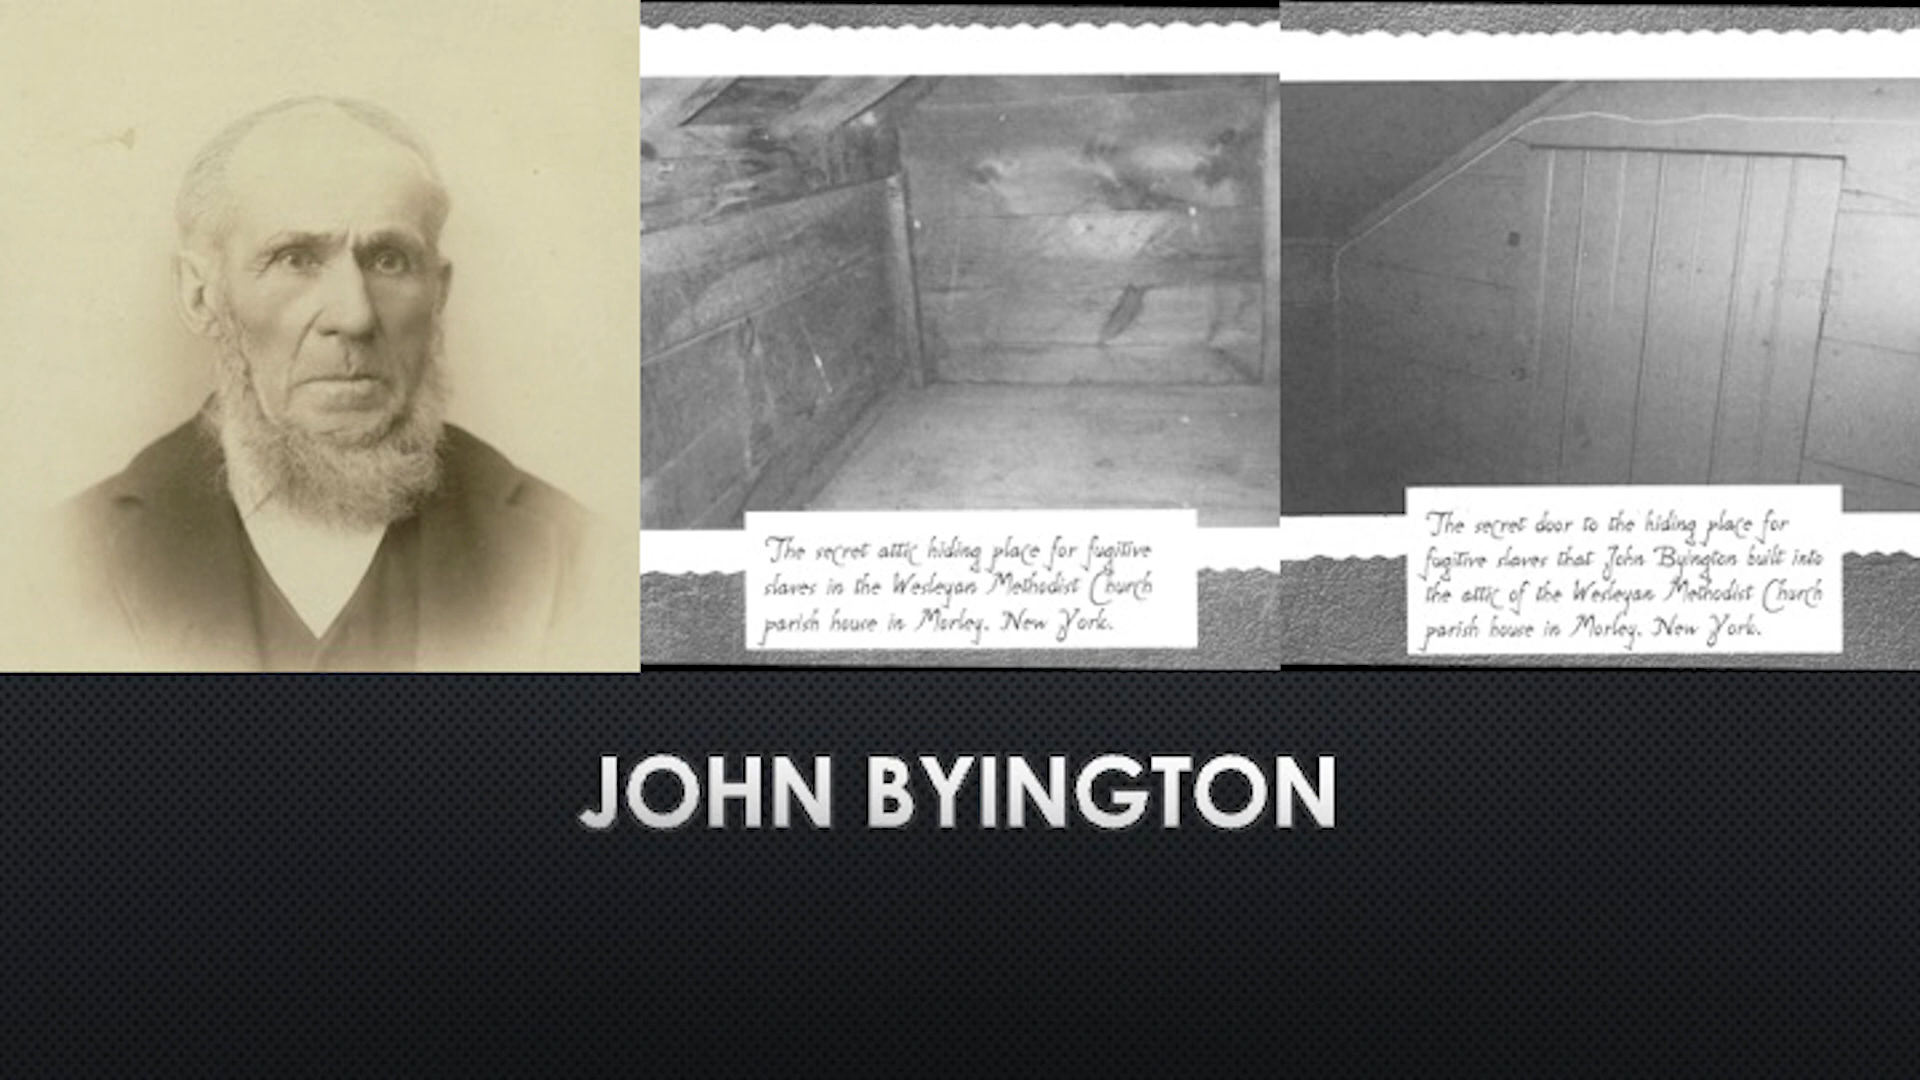 The secret attic hiding place for fugitive
slaves in the Wesleyan Methodist Church
parish house in Morley, New York.
The secret door to the hiding place for
fugitive slaves that John Byington built into
the attic of the Wesleyan Methodist Church
parish house in Morley, New York.
JOHN BYINGTON